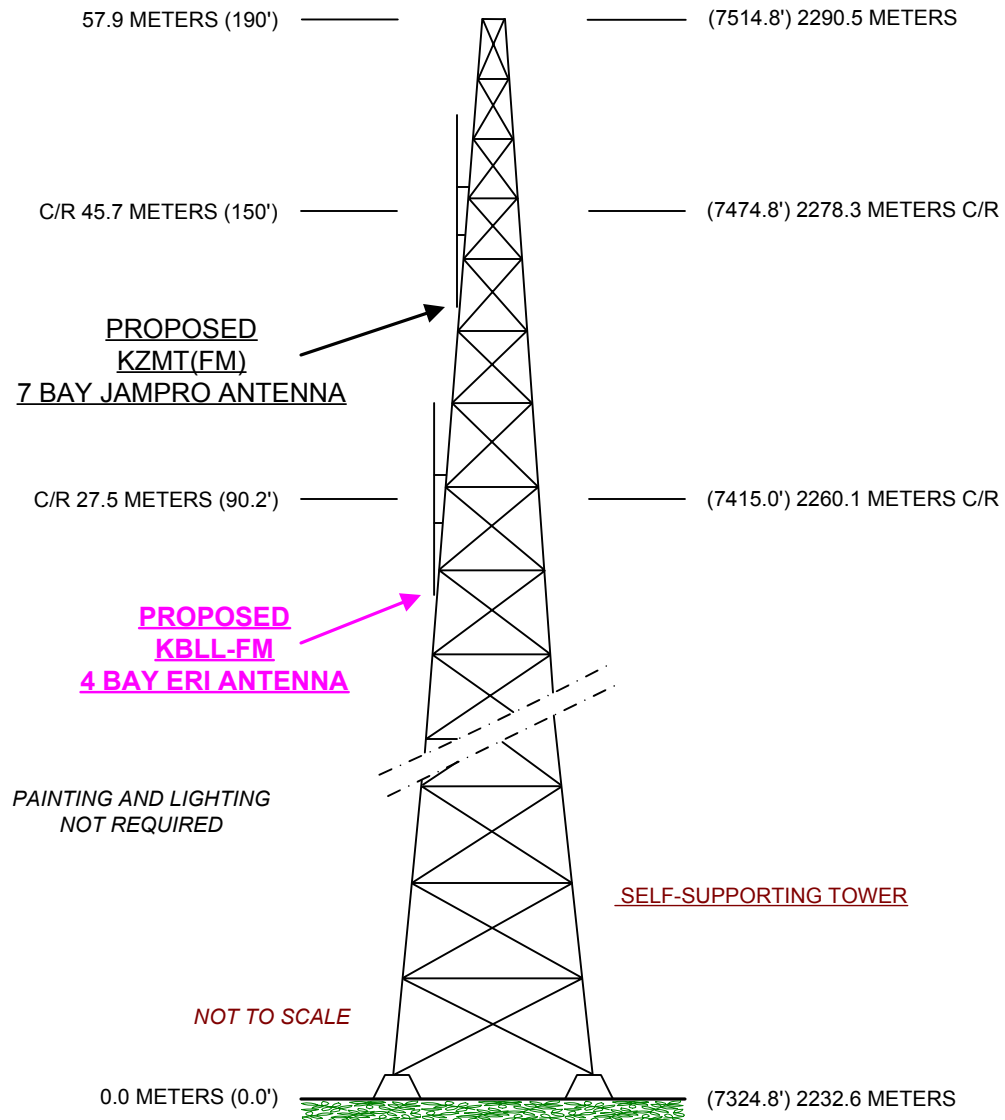 57.9 METERS (190')
(7514.8') 2290.5 METERS
C/R 45.7 METERS (150')
(7474.8') 2278.3 METERS C/R
PROPOSED
KZMT(FM)
7 BAY JAMPRO ANTENNA
C/R 27.5 METERS (90.2')
(7415.0') 2260.1 METERS C/R
PROPOSED
KBLL-FM
4 BAY ERI ANTENNA
PAINTING AND LIGHTING
NOT REQUIRED
SELF-SUPPORTING TOWER
NOT TO SCALE
0.0 METERS (0.0')
(7324.8') 2232.6 METERS